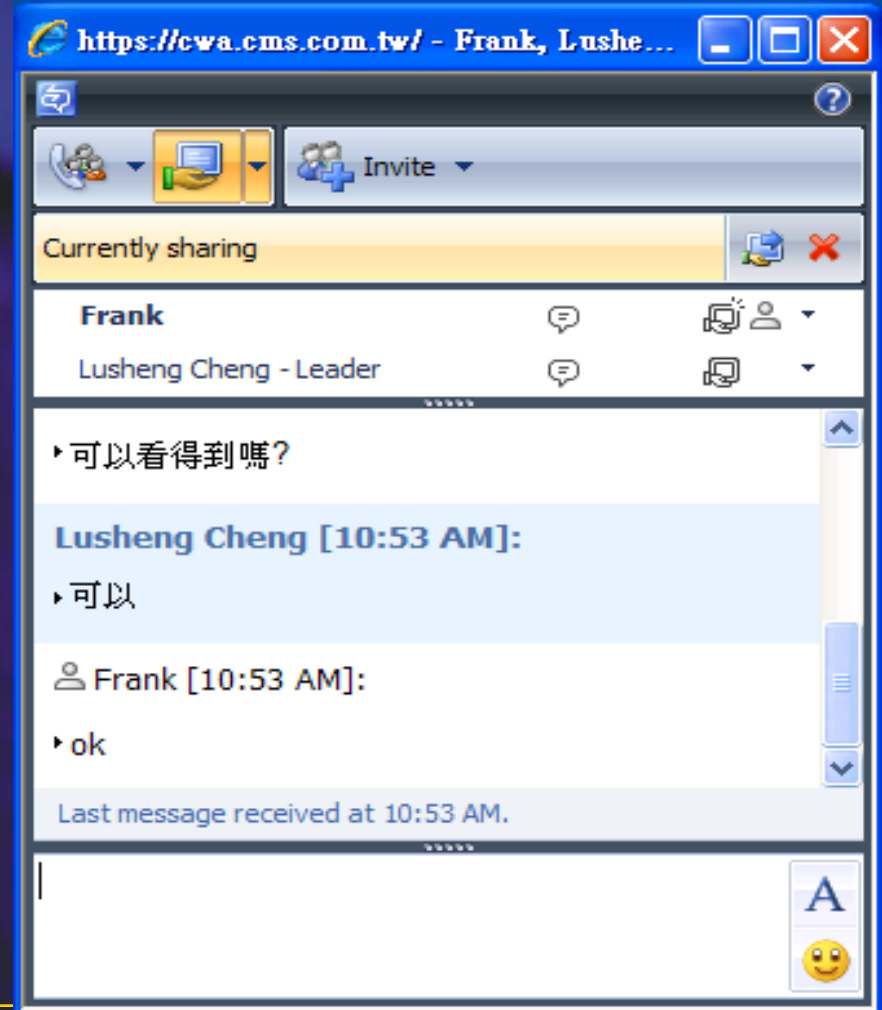 https://cwa.cms.com.tw/ - Frank, Lushe...
Invite
Currently sharing
Frank
Lusheng Cheng - Leader
可以看得到嗎?
Lusheng Cheng [10:53 AM]:
可以
Frank [10:53 AM]:
ok
Last message received at 10:53 AM.
A